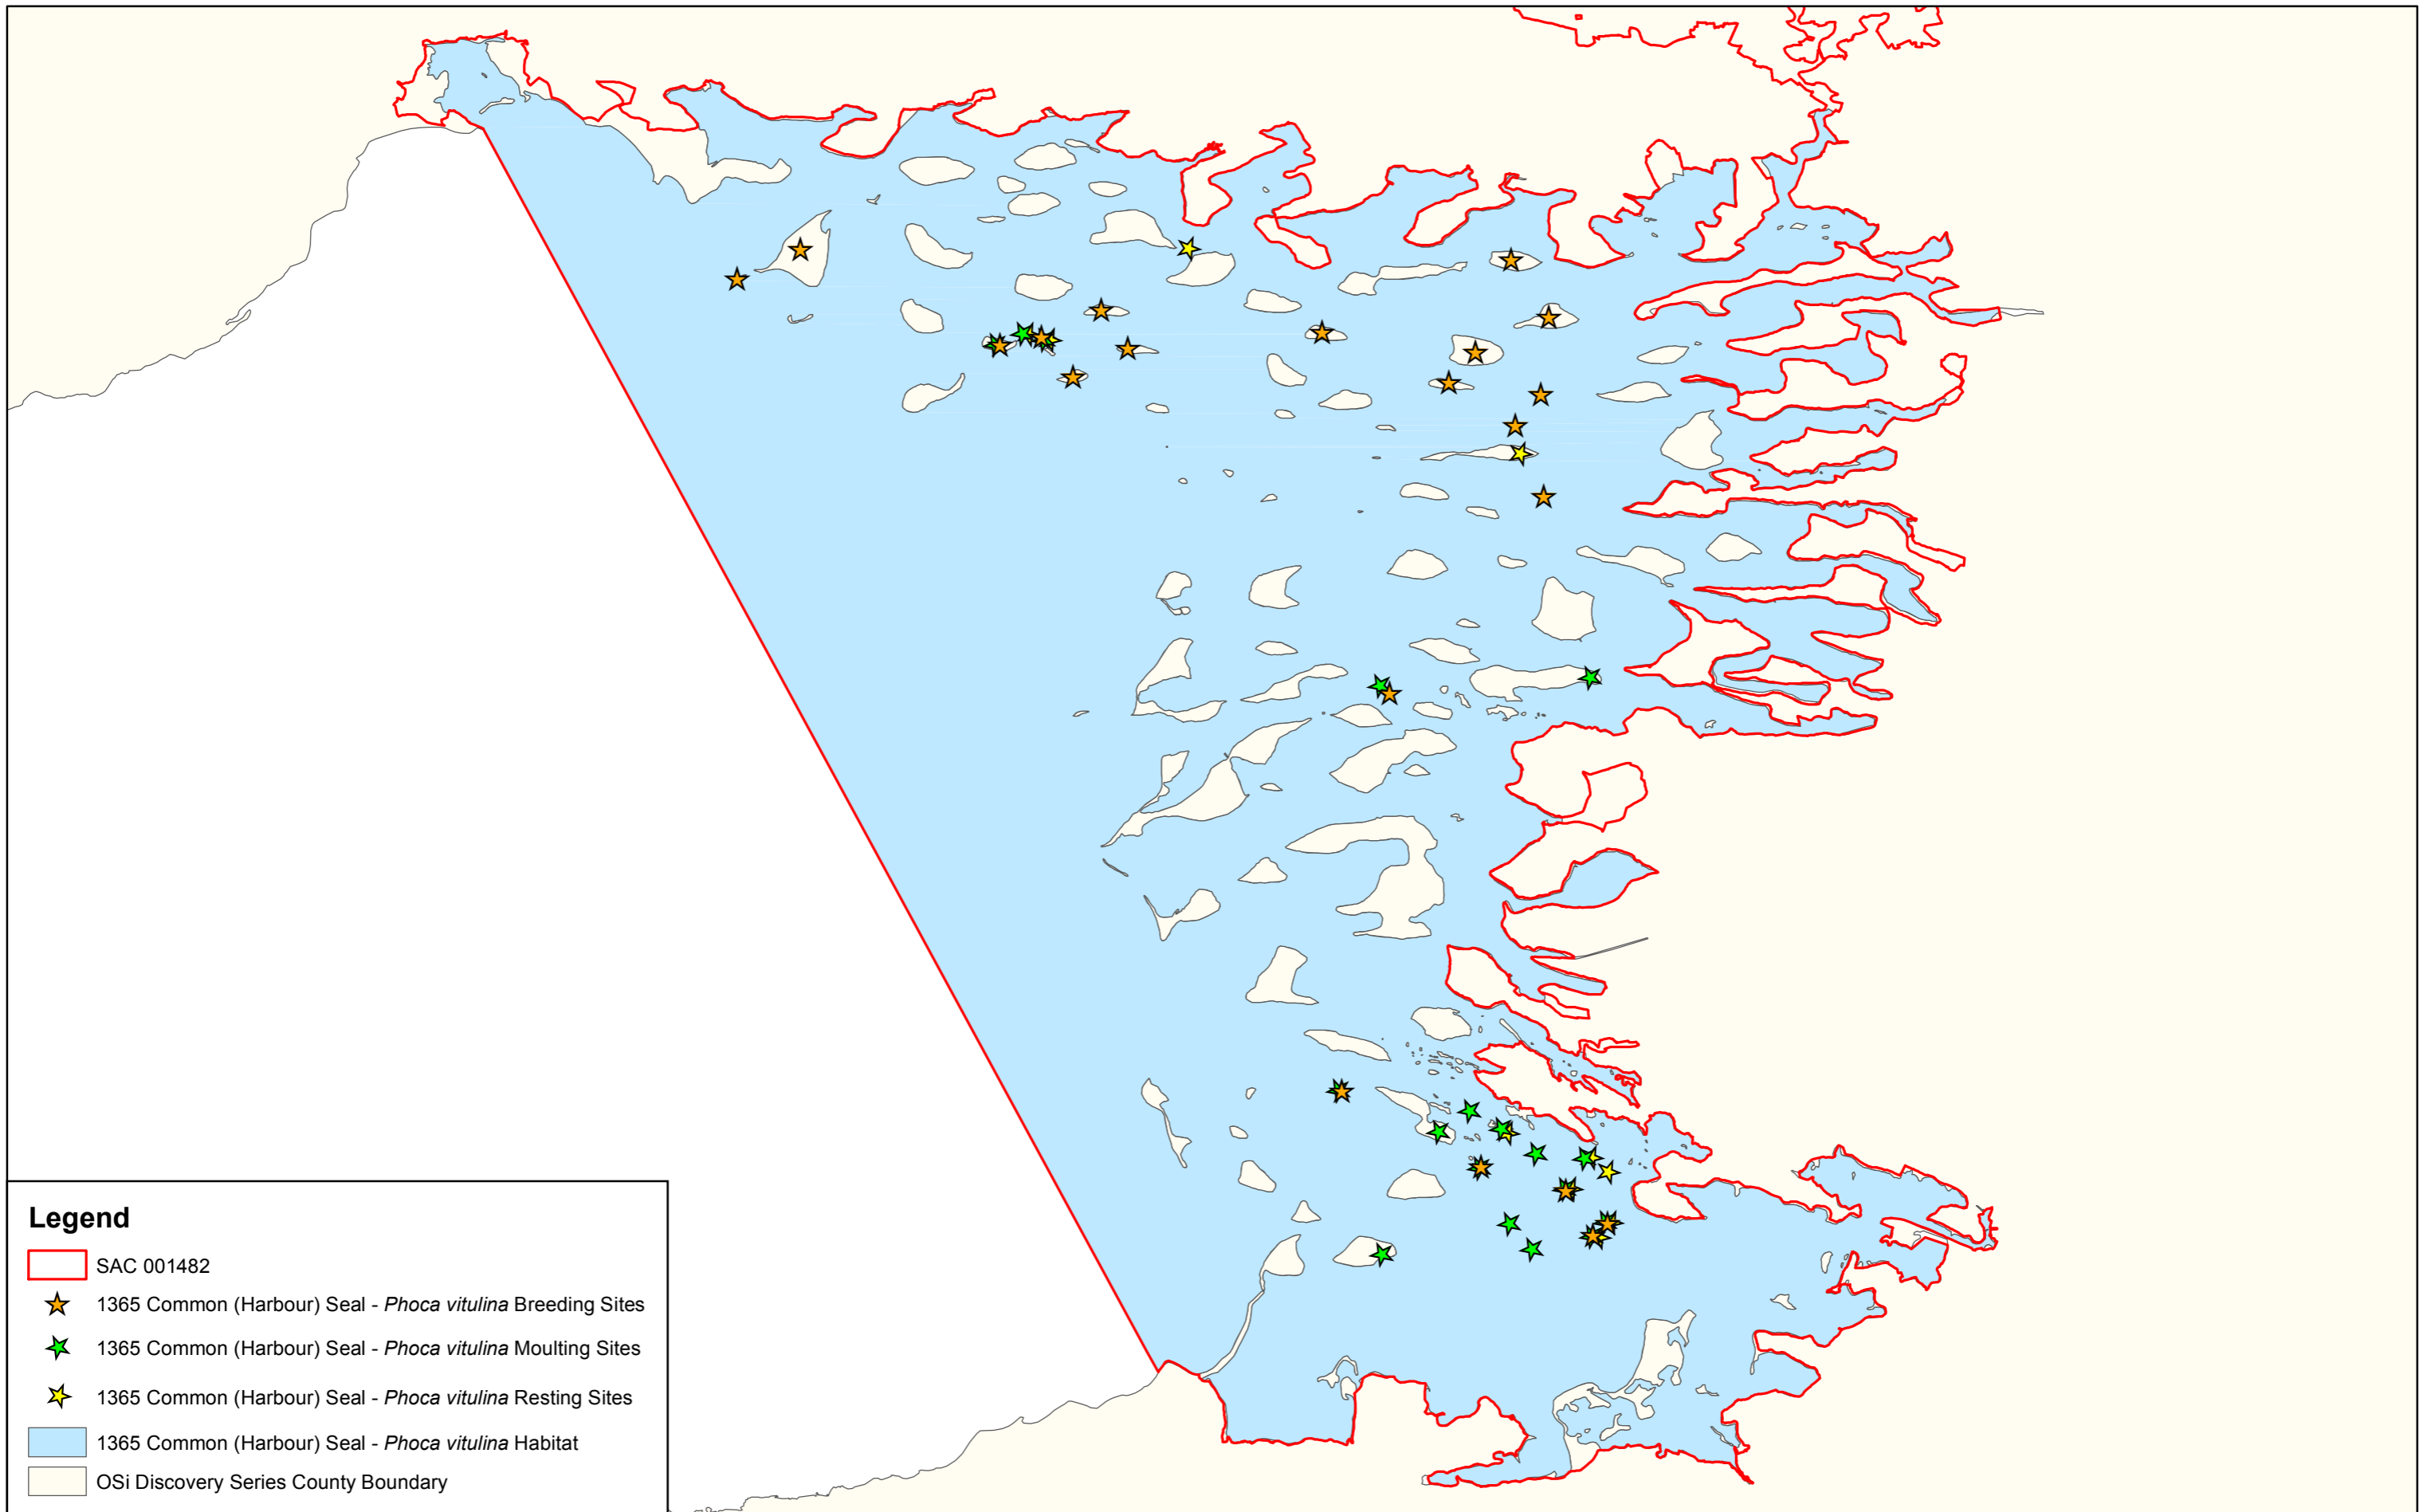 Legend
SAC 001482
1365 Common (Harbour) Seal - Phoca vitulina Breeding Sites
1365 Common (Harbour) Seal - Phoca vitulina Moulting Sites
1365 Common (Harbour) Seal - Phoca vitulina Resting Sites
1365 Common (Harbour) Seal - Phoca vitulina Habitat
OSi Discovery Series County Boundary